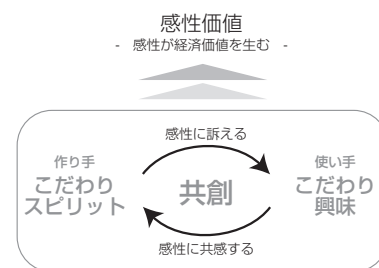 感性価値
- 感性が経済価値を生む -
感性に訴える
作り手
こだわり
スピリット
共創
使い手
こだわり
興味
感性に共感する